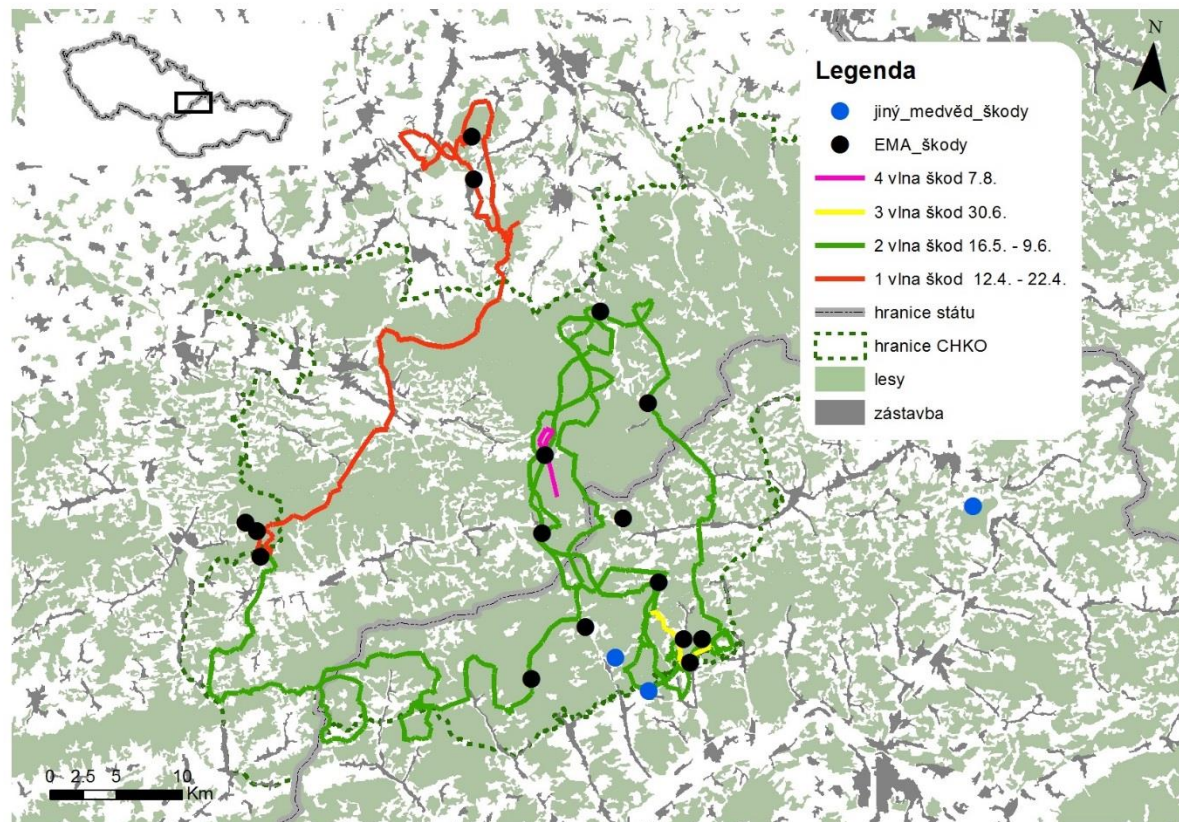 N
Legenda
jiný_medvěd_škody
EMA_škody
4 vlna škod 7.8.
3 vlna škod 30.6.
2 vlna škod 16.5. - 9.6.
1 vlna škod 12.4. - 22.4.
hranice státu
hranice CHKO
lesy
zástavba
0 2.5 5 10
Km